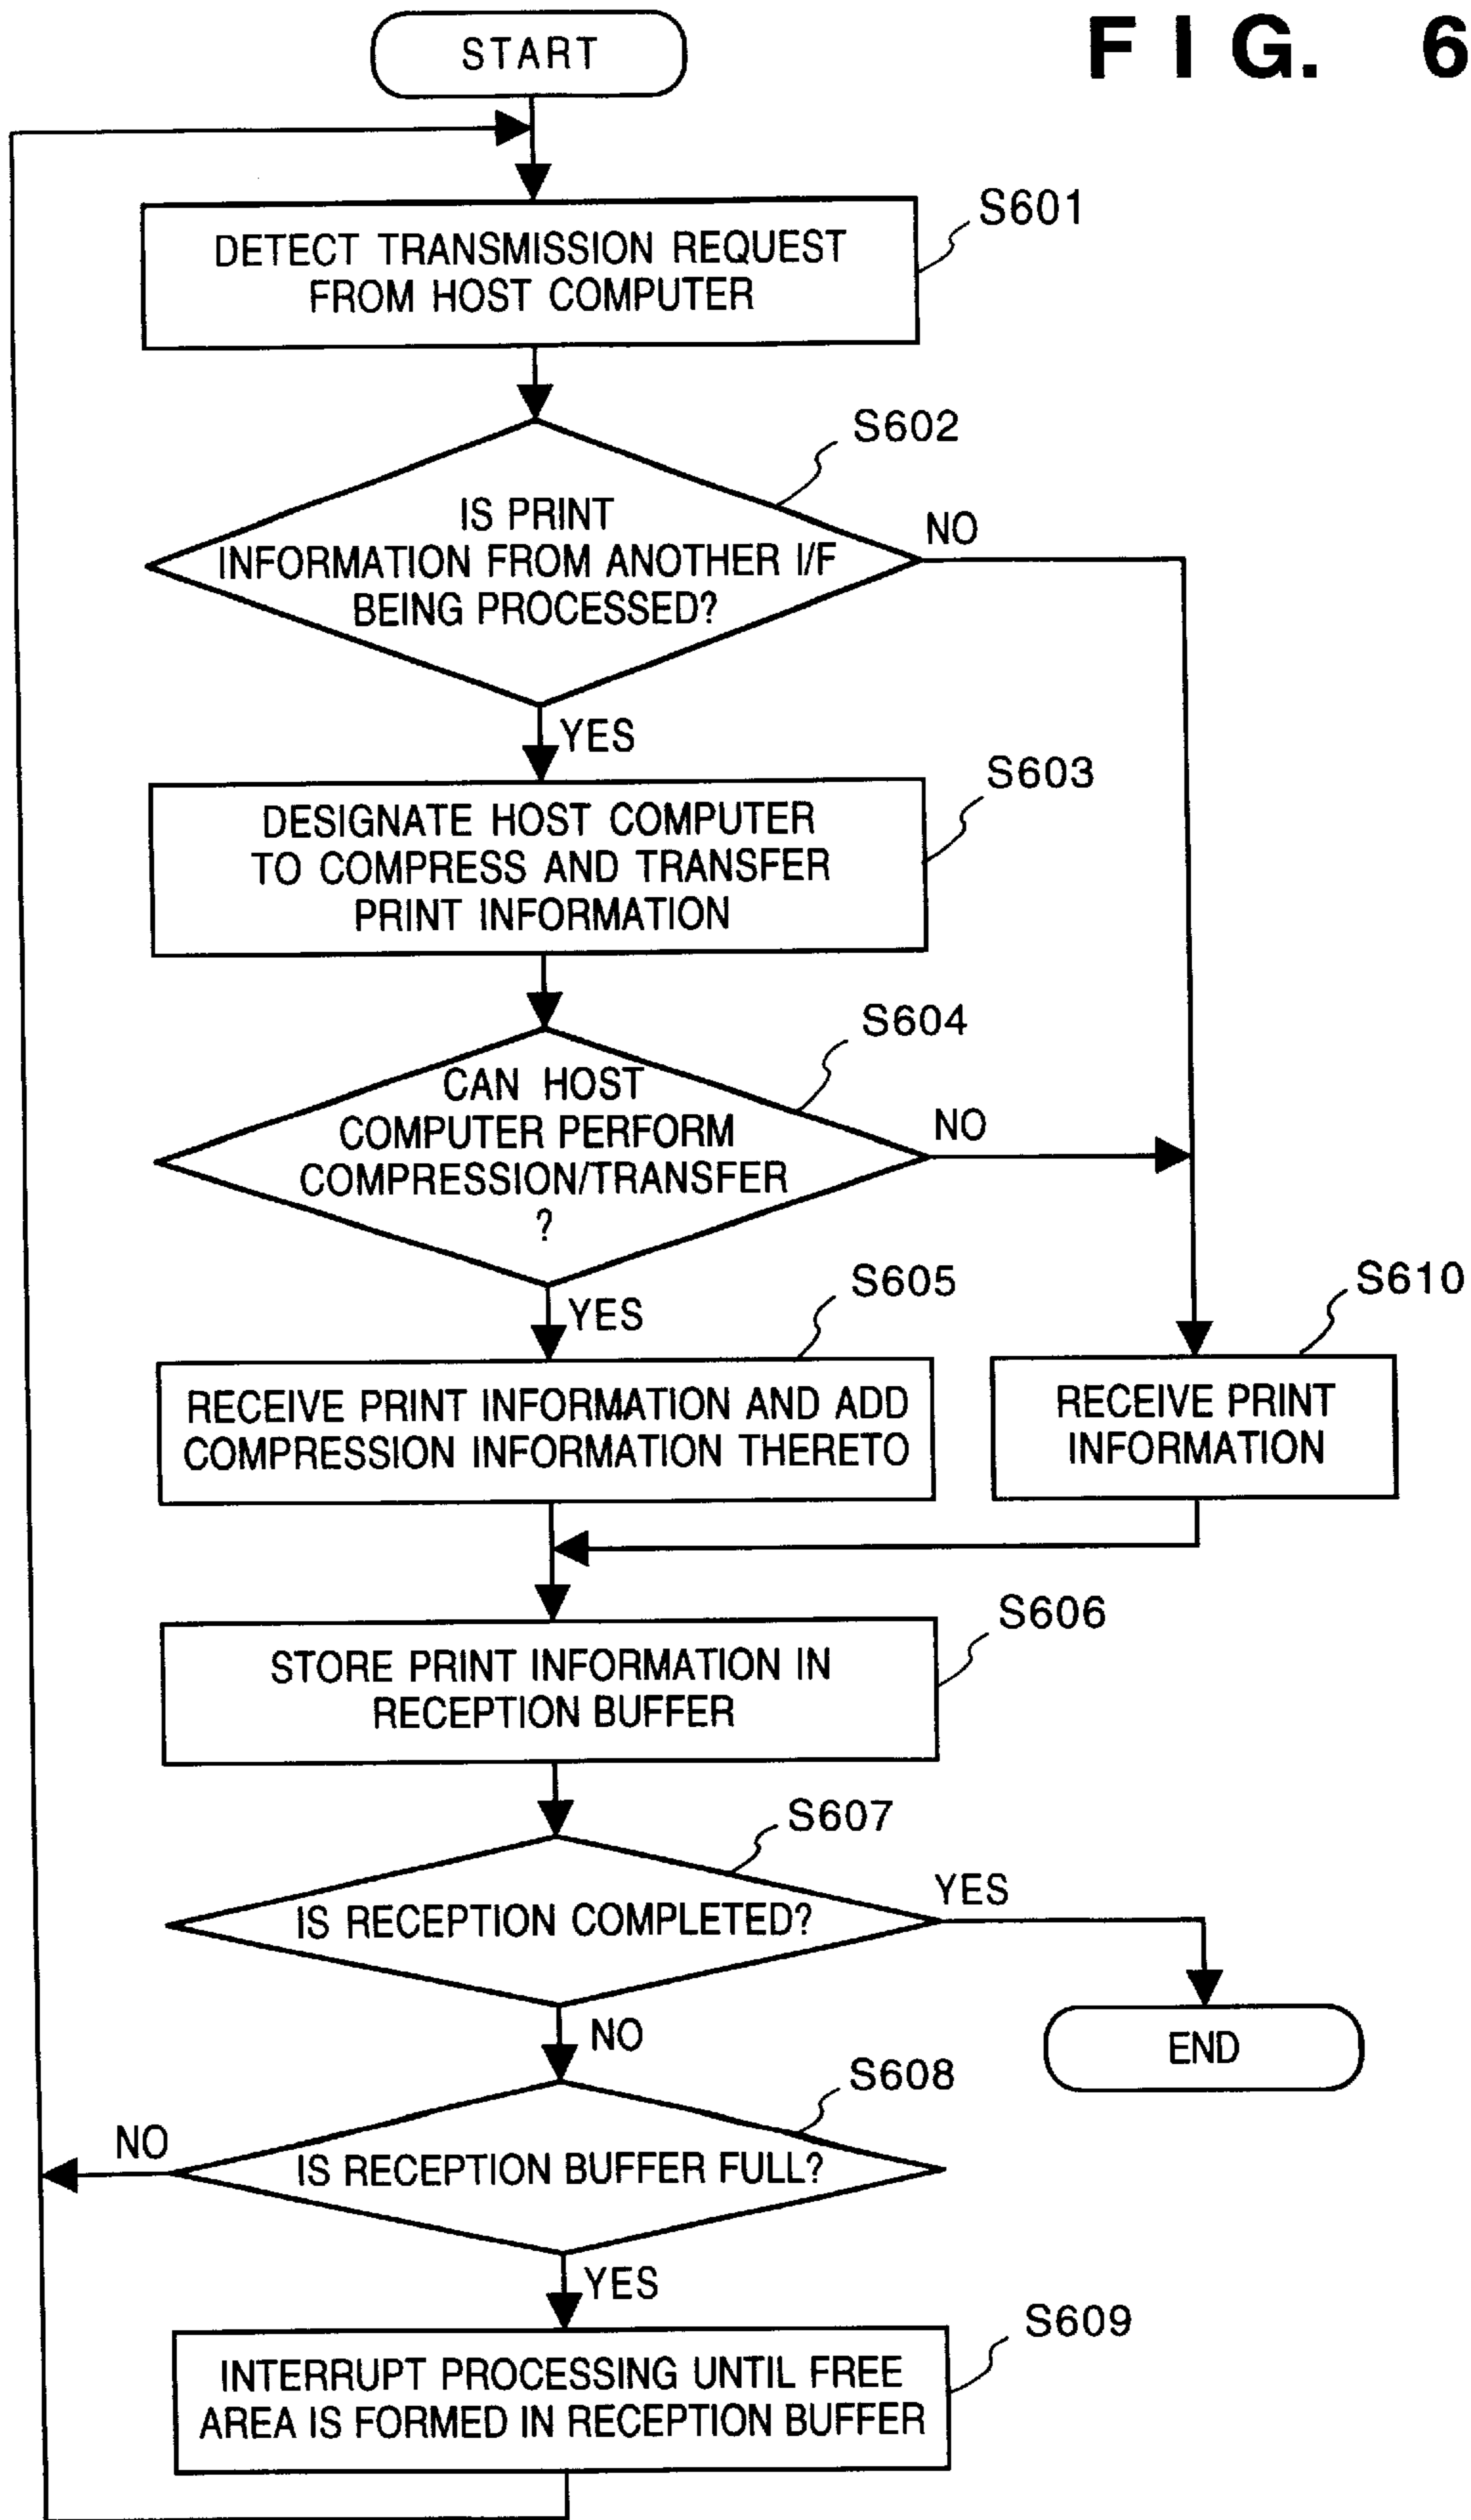 FIG. 6
START
S601
DETECT TRANSMISSION REQUEST
FROM HOST COMPUTER
S602
IS PRINT
INFORMATION FROM ANOTHER I/F
BEING PROCESSED?
NO
YES
S603
DESIGNATE HOST COMPUTER
TO COMPRESS AND TRANSFER
PRINT INFORMATION
S604
CAN HOST
COMPUTER PERFORM
COMPRESSION/TRANSFER
?
NO
YES
S605
RECEIVE PRINT INFORMATION AND ADD
COMPRESSION INFORMATION THERETO
S610
RECEIVE PRINT
INFORMATION
S606
STORE PRINT INFORMATION IN
RECEPTION BUFFER
S607
IS RECEPTION COMPLETED?
YES
END
NO
S608
IS RECEPTION BUFFER FULL?
NO
YES
S609
INTERRUPT PROCESSING UNTIL FREE
AREA IS FORMED IN RECEPTION BUFFER